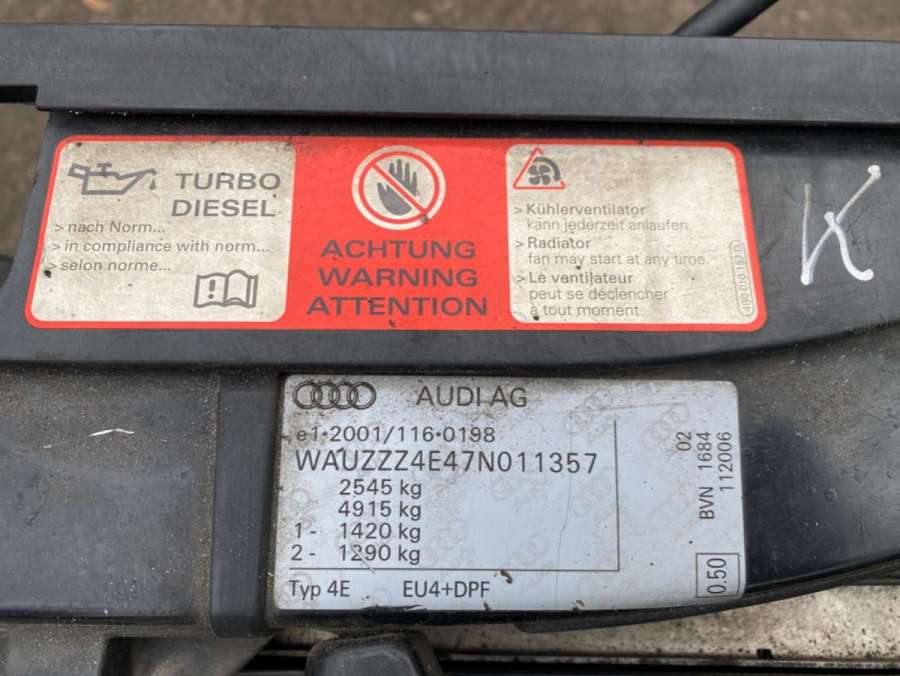 TURBO
DIESEL
> nach Norm...
> in compliance with norm...
> selon norme...
ACHTUNG
WARNING
ATTENTION
> Kühlerventilator
kann jederzeit anlaufen.
> Radiator
fan may start at any time.
> Le ventilateur
peut se déclencher
à tout moment
K
AUDI AG
e1*2001/116*0198
WAUZZZ4E47N011357
2545 kg
4915 kg
1- 1420 kg
2- 1290 kg
Typ 4E EU4+DPF
02
BVN 1684
112006
0.50